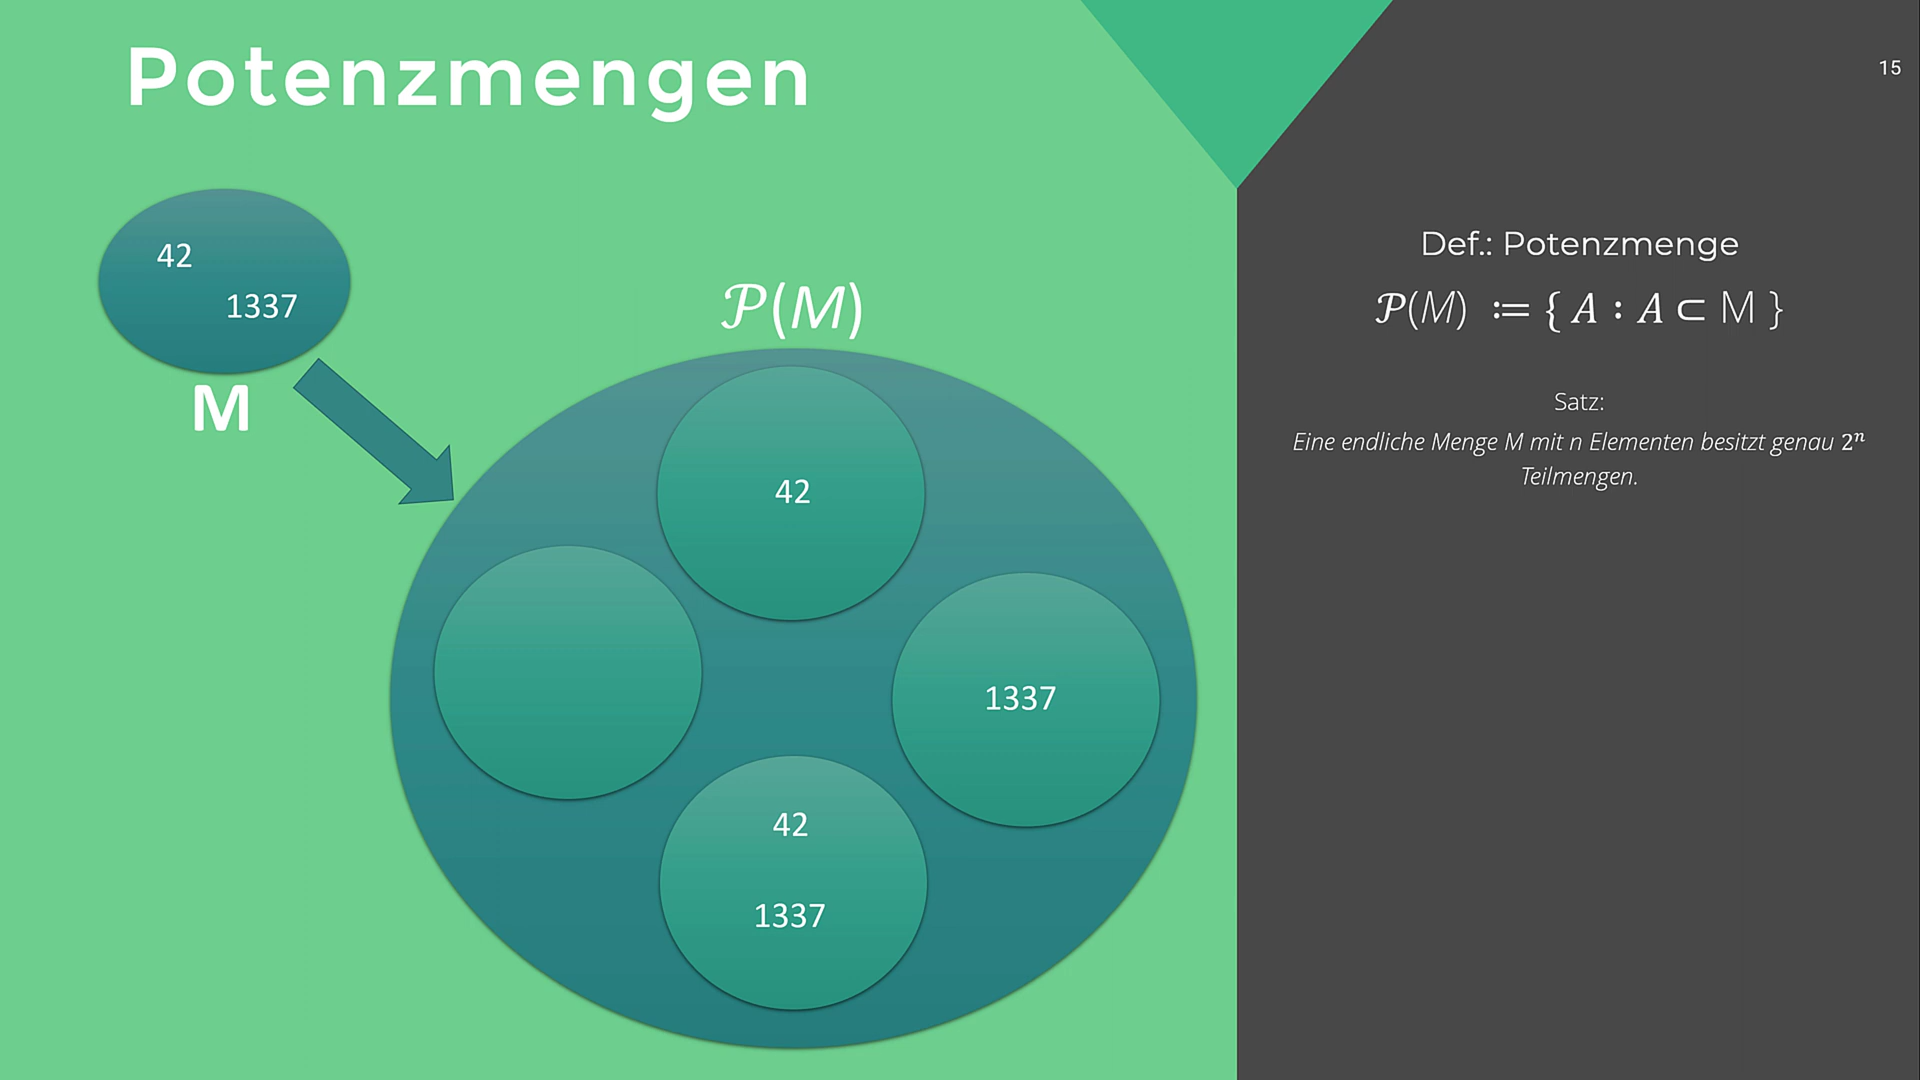 Potenzmengen
15
42
1337
M
𝒫(M)
42
1337
42
1337
Def.: Potenzmenge
𝒫(M) ≔ { A : A ⊂ M }
Satz:
Eine endliche Menge M mit n Elementen besitzt genau 2ⁿ
Teilmengen.